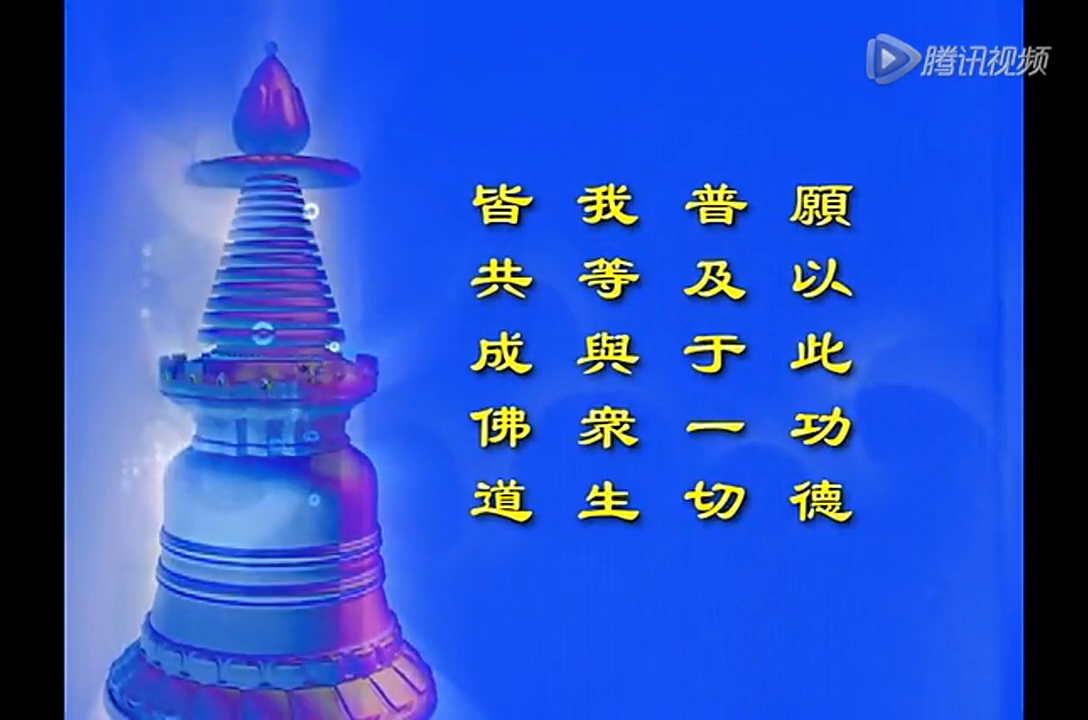 腾讯视频
願以此功德
普及于一切
我等與衆生
皆共成佛道